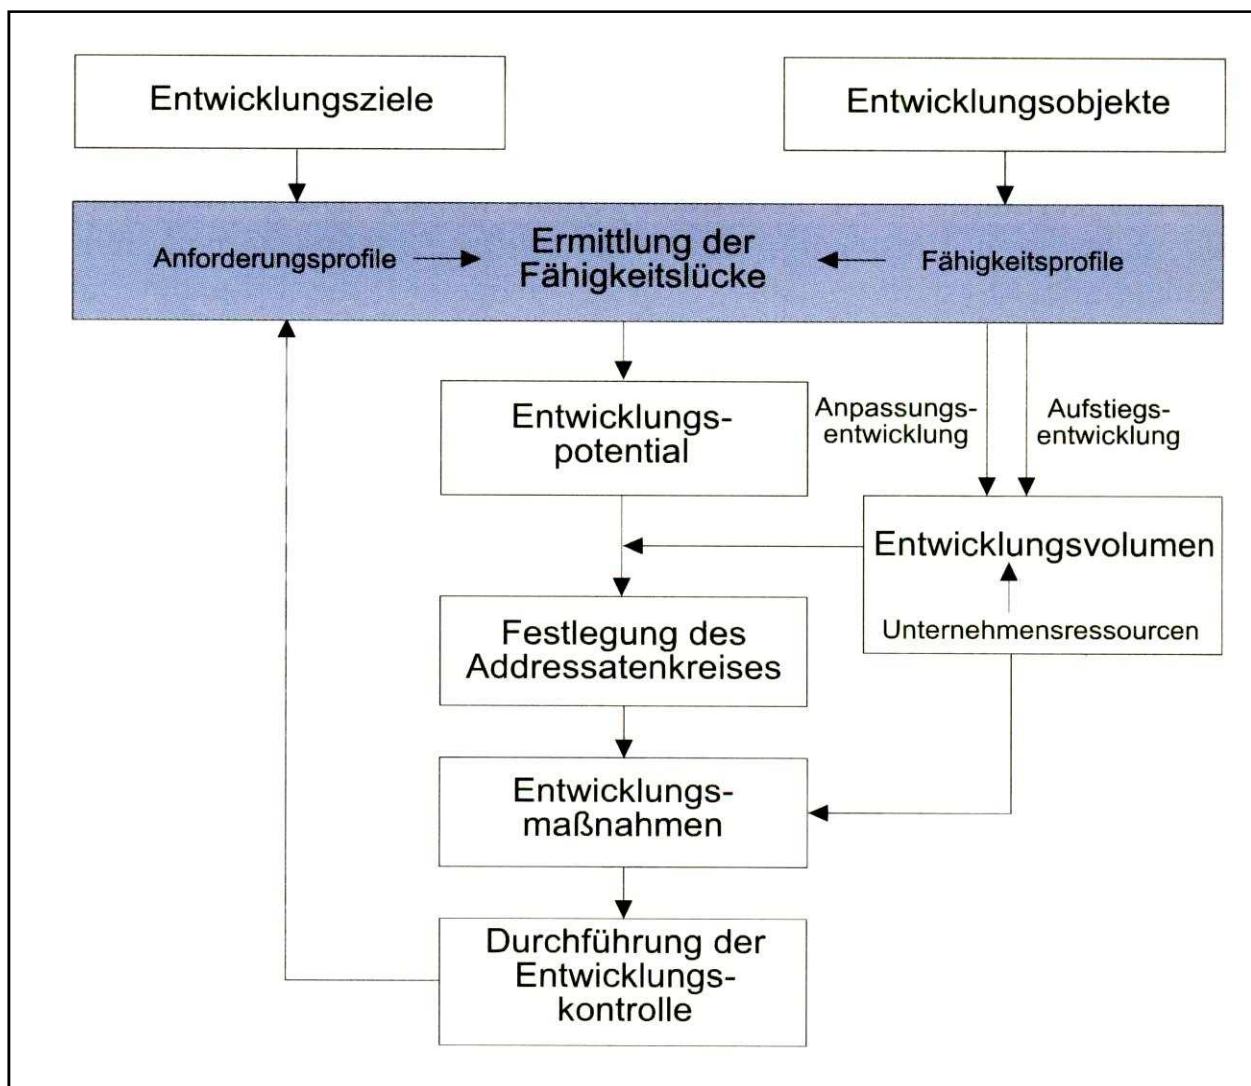 Entwicklungsziele
Entwicklungsobjekte
Anforderungsprofile
Ermittlung der
Fähigkeitslücke
Fähigkeitsprofile
Entwicklungs-
potential
Anpassungs-
entwicklung
Aufstiegs-
entwicklung
Entwicklungsvolumen
Unternehmensressourcen
Festlegung des
Addressatenkreises
Entwicklungs-
maßnahmen
Durchführung der
Entwicklungs-
kontrolle